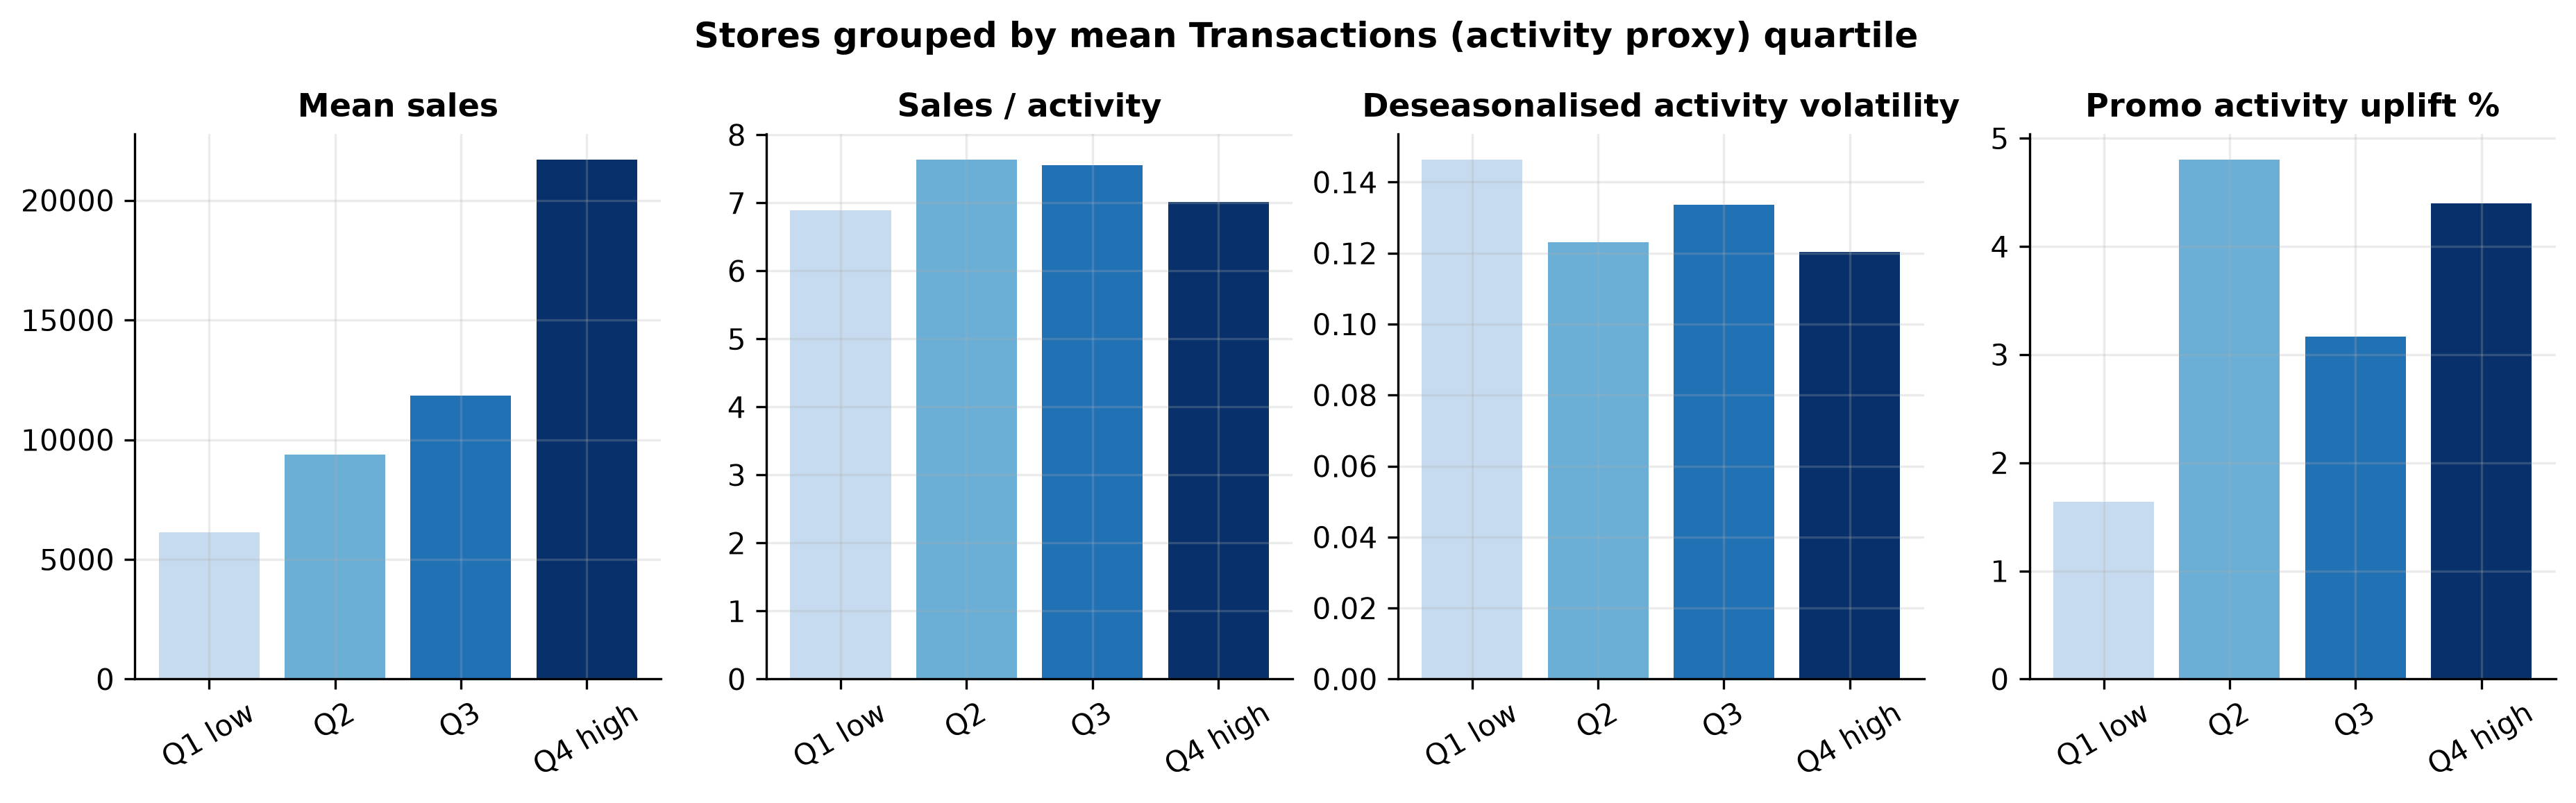 Stores grouped by mean Transactions (activity proxy) quartile
Mean sales
20000
15000
10000
5000
0
Q1 low
Q2
Q3
Q4 high
Sales / activity
8
7
6
5
4
3
2
1
0
Q1 low
Q2
Q3
Q4 high
Deseasonalised activity volatility
0.14
0.12
0.10
0.08
0.06
0.04
0.02
0.00
Q1 low
Q2
Q3
Q4 high
Promo activity uplift %
5
4
3
2
1
0
Q1 low
Q2
Q3
Q4 high